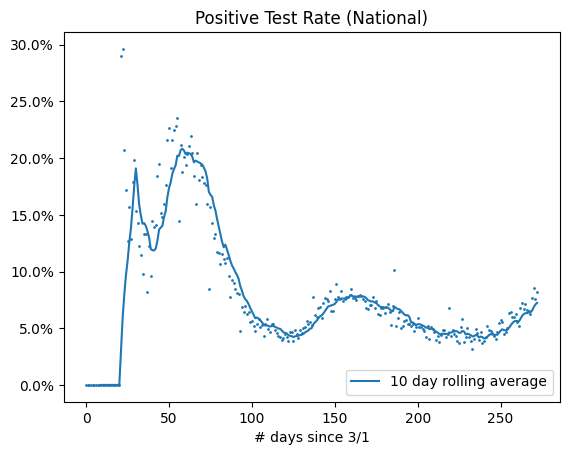 Positive Test Rate (National)
30.0%
25.0%
20.0%
15.0%
10.0%
5.0%
0.0%
10 day rolling average
0 50 100 150 200 250
# days since 3/1